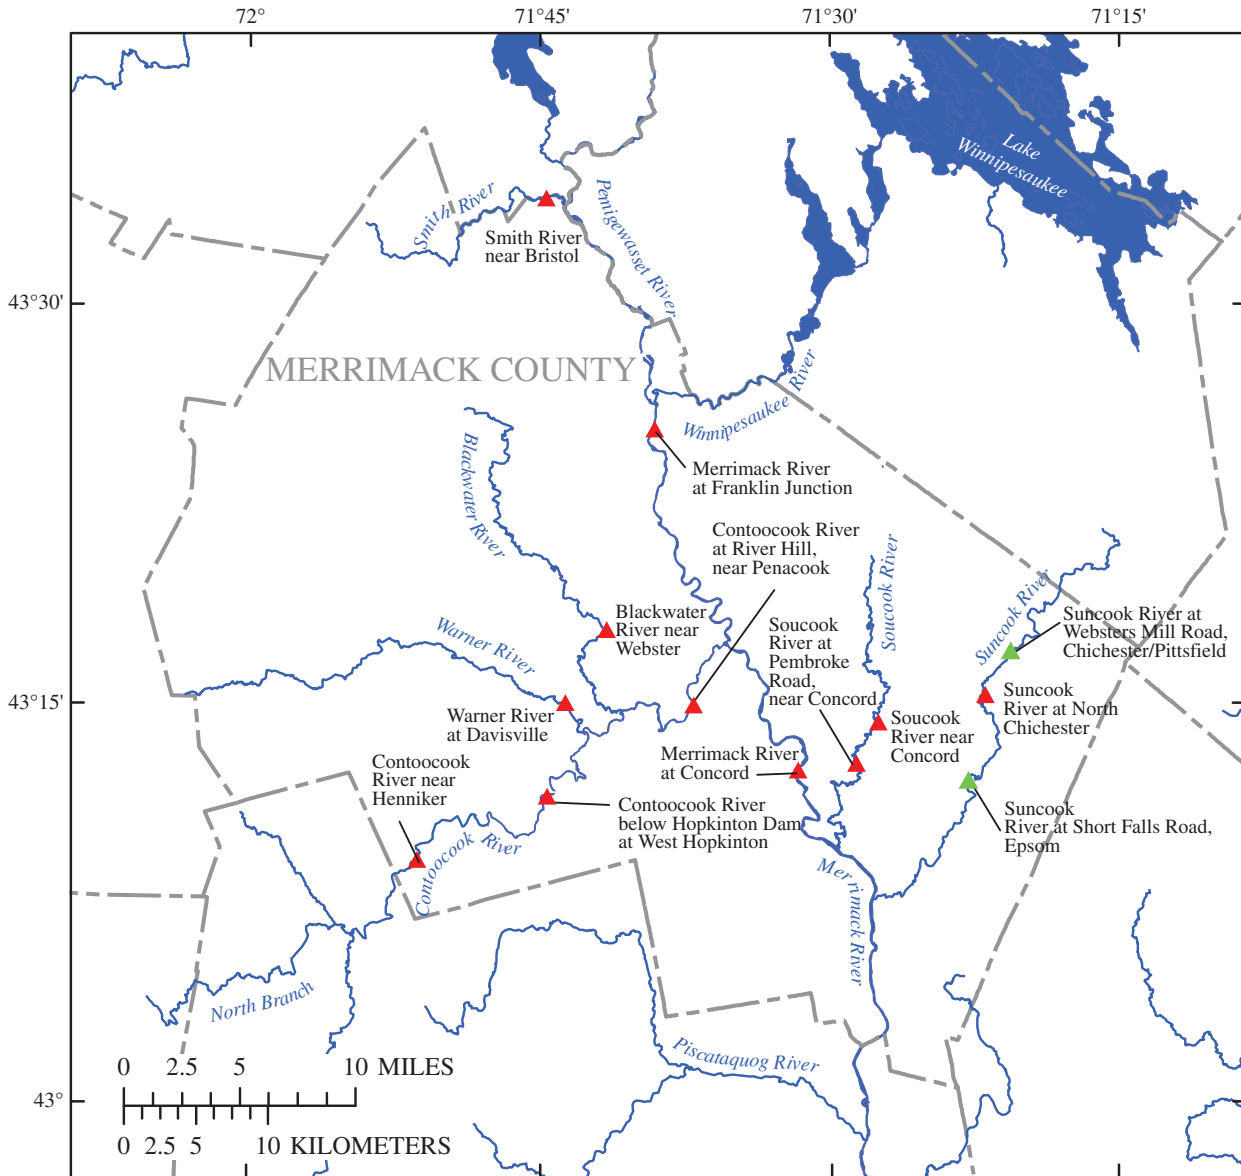 72°
71°45'
71°30'
71°15'
Lake
Winnipesaukee
Smith River
Smith River
near Bristol
Pemigewasset River
43°30'
MERRIMACK COUNTY
Winnipesaukee River
Merrimack River
at Franklin Junction
Blackwater River
Contoocook River
at River Hill,
near Penacook
Soucook River
Suncook River
Blackwater
River near
Webster
Soucook
River at
Pembroke
Road,
near Concord
Suncook River at
Websters Mill Road,
Chichester/Pittsfield
Warner River
43°15'
Warner River
at Davisville
Suncook
River at North
Chichester
Soucook
River near
Concord
Merrimack River
at Concord
Contoocook
River near
Henniker
Contoocook River
below Hopkinton Dam
at West Hopkinton
Suncook
River at Short Falls Road,
Epsom
Contoocook River
Merrimack River
North Branch
Piscataquog River
0 2.5 5 10 MILES
43°
0 2.5 5 10 KILOMETERS